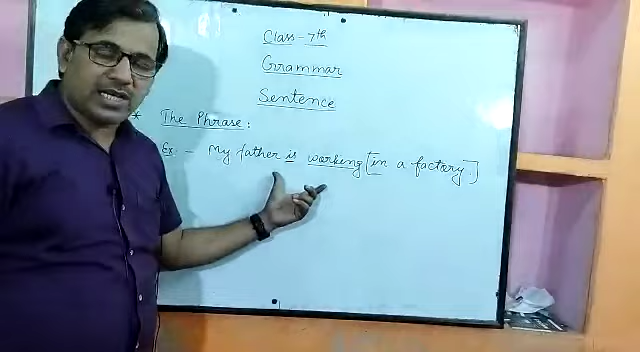 Class - 7th
Grammar
Sentence
* The Phrase:
Ex. - My father is working [in a factory]